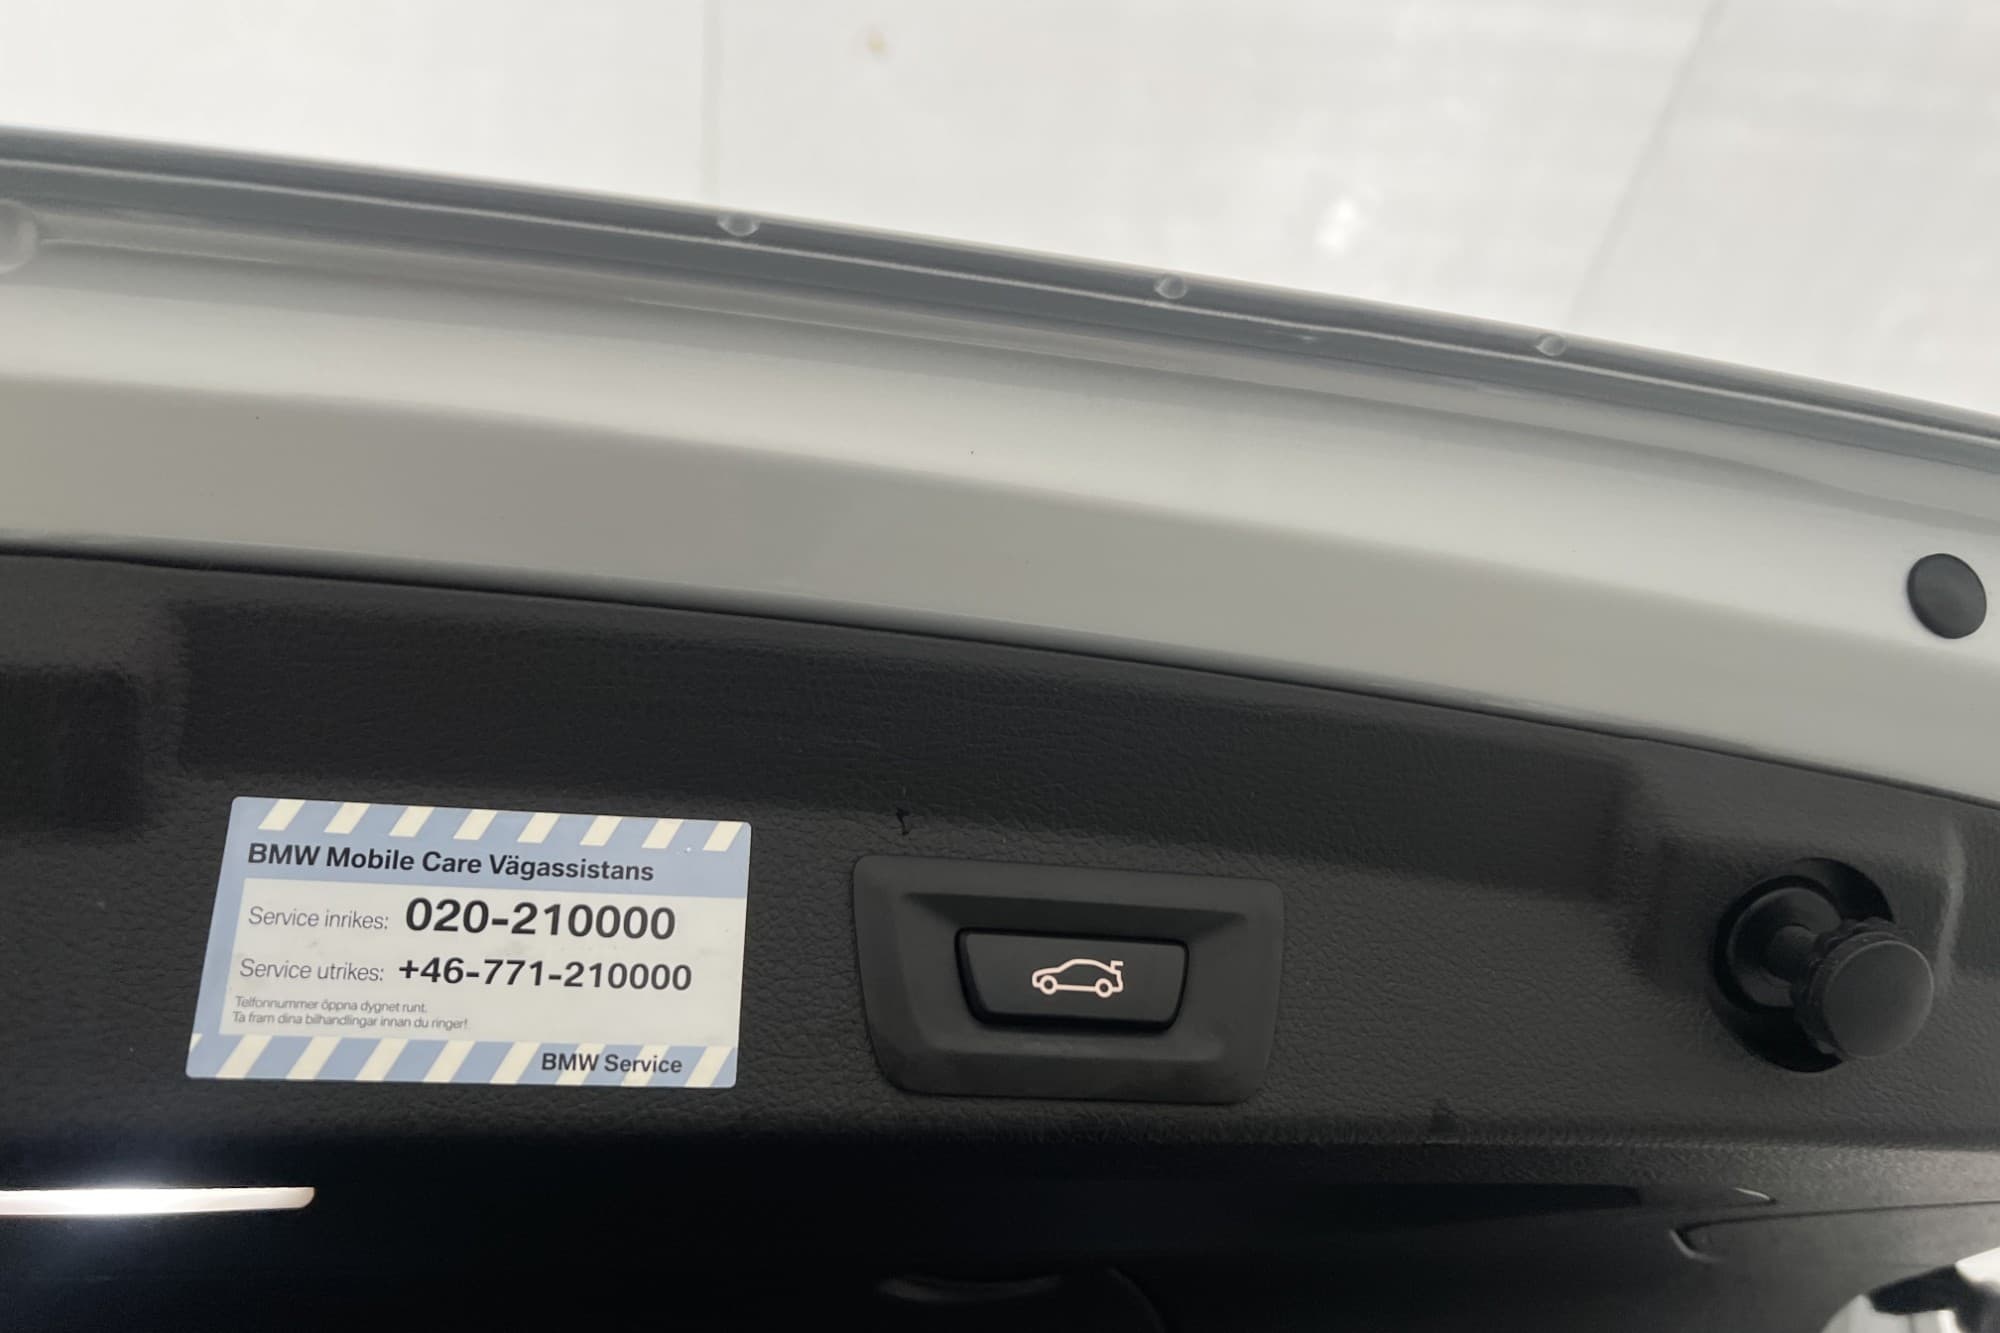 BMW Mobile Care Vägassistans
Service inrikes: 020-210000
Service utrikes: +46-771-210000
Telfonnummer öppna dygnet runt.
Ta fram dina bilhandlingar innan du ringer!
BMW Service